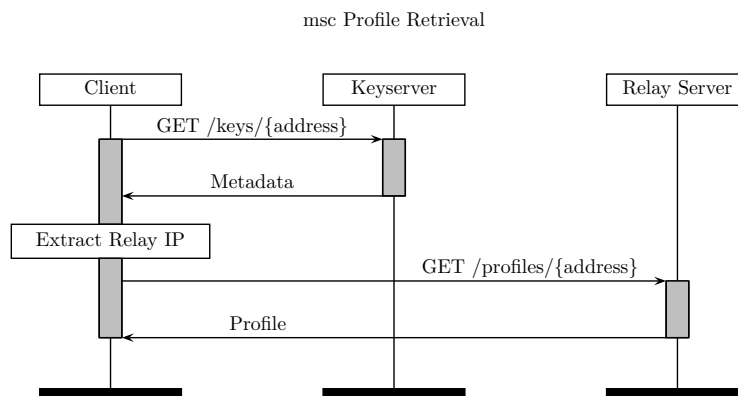 msc Profile Retrieval
Client
Keyserver
Relay Server
GET /keys/{address}
Metadata
Extract Relay IP
GET /profiles/{address}
Profile